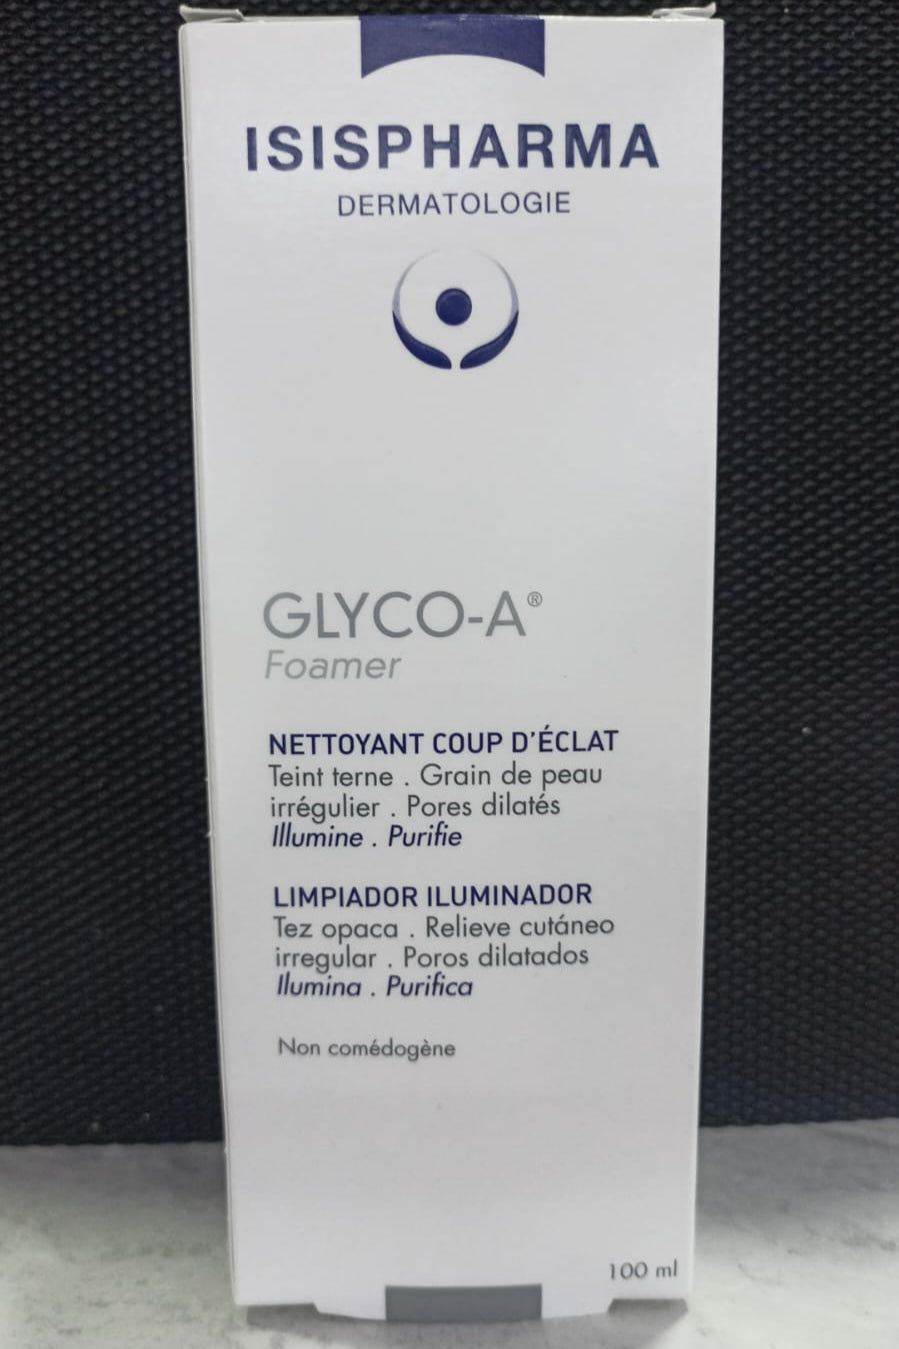 ISISPHARMA
DERMATOLOGIE
GLYCO-A®
Foamer
NETTOYANT COUP D'ÉCLAT
Teint terne . Grain de peau
irrégulier . Pores dilatés
Illumine . Purifie
LIMPIADOR ILUMINADOR
Tez opaca . Relieve cutáneo
irregular . Poros dilatados
Ilumina . Purifica
Non comédogène
100 ml